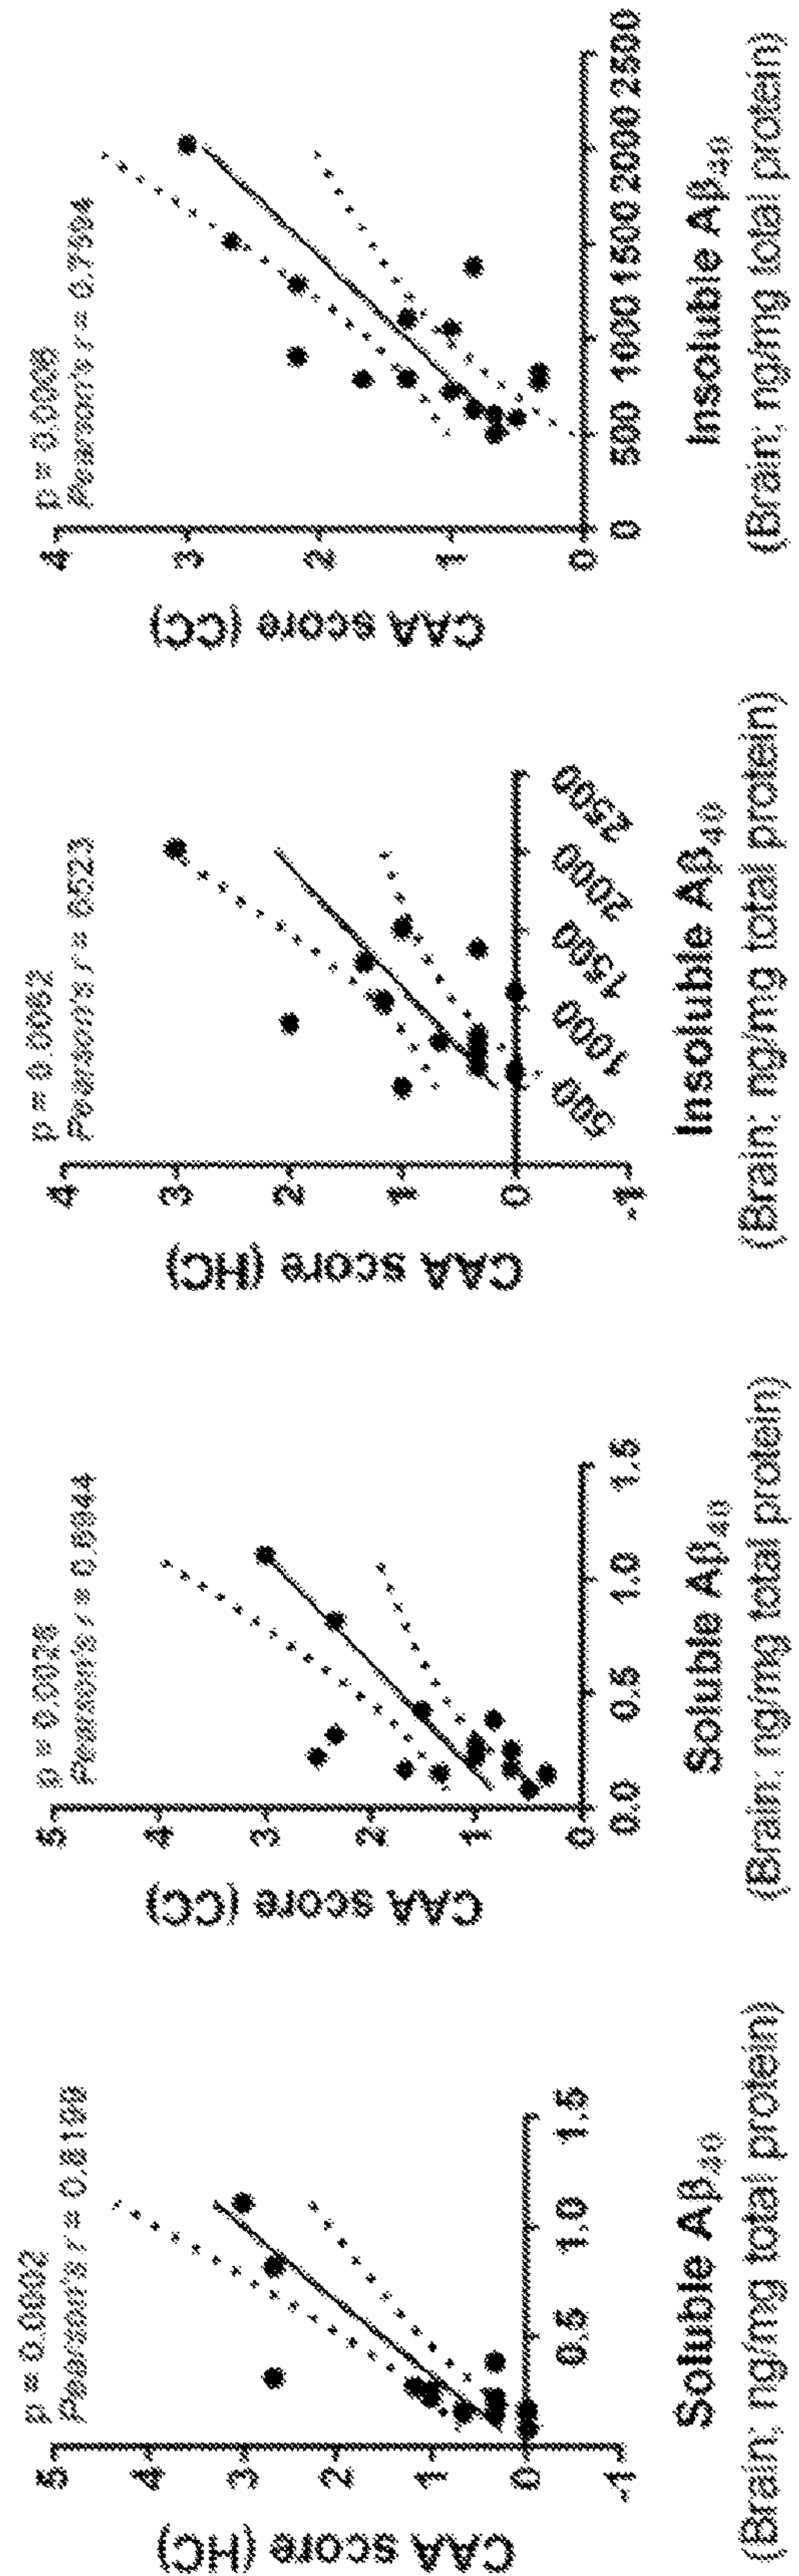 p = 0.0002
Pearson's r = 0.8199
CAA score (HC)
5
4
3
2
1
0
-1
0.5
1.0
1.5
Soluble Aβ40
(Brain; ng/mg total protein)
p = 0.0026
CAA score (CC)
5
4
3
2
1
0
0.0
0.5
1.0
1.5
Soluble Aβ40
(Brain; ng/mg total protein)
p = 0.0062
CAA score (HC)
4
3
2
1
0
-1
500
1000
1500
2000
2500
Insoluble Aβ40
(Brain; ng/mg total protein)
CAA score (CC)
4
3
2
1
0
0 500 1000 1500 2000 2500
Insoluble Aβ40
(Brain; ng/mg total protein)